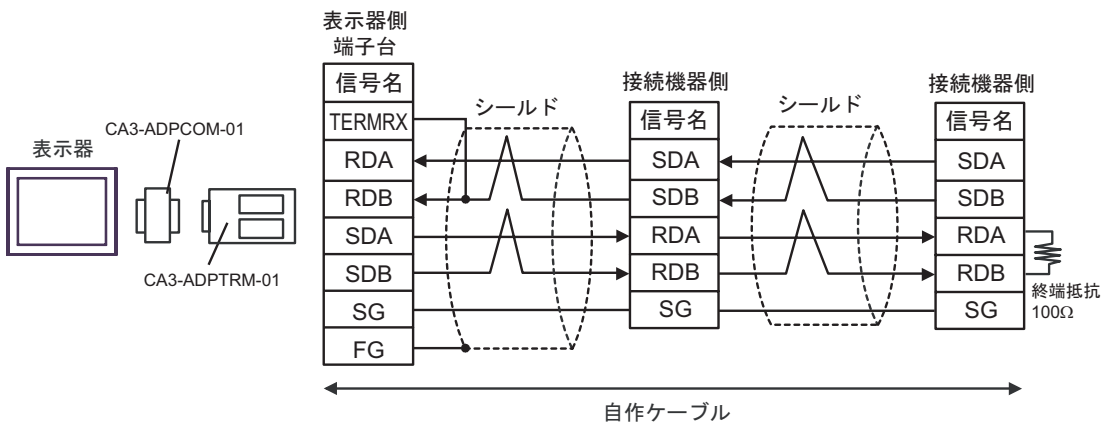 表示器側
端子台
信号名
TERMRX
RDA
RDB
SDA
SDB
SG
FG
シールド
接続機器側
信号名
SDA
SDB
RDA
RDB
SG
シールド
接続機器側
信号名
SDA
SDB
RDA
RDB
SG
終端抵抗
100Ω
表示器
CA3-ADPCOM-01
CA3-ADPTRM-01
自作ケーブル